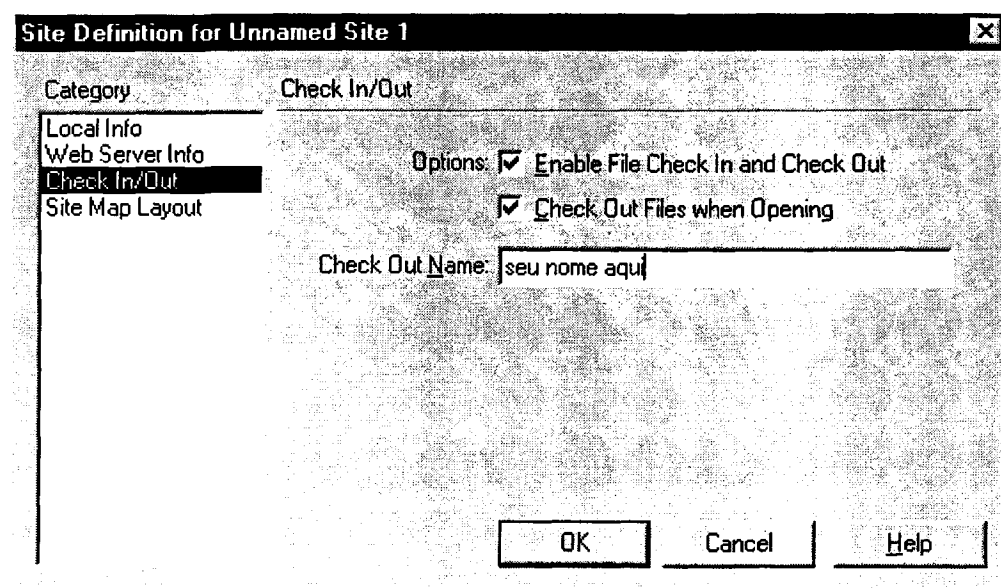 Site Definition for Unnamed Site 1
Category
Local Info
Web Server Info
Check In/Out
Site Map Layout
Check In/Out
Options:
Enable File Check In and Check Out
Check Out Files when Opening
Check Out Name: seu nome aqui
OK
Cancel
Help